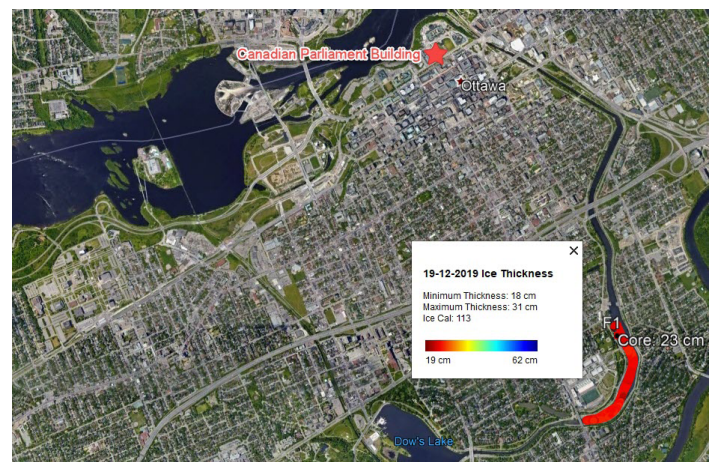 Canadian Parliament Building
Ottawa
19-12-2019 Ice Thickness
Minimum Thickness: 18 cm
Maximum Thickness: 31 cm
Ice Cal: 113
19 cm 62 cm
F1
Core: 23 cm
Dow's Lake